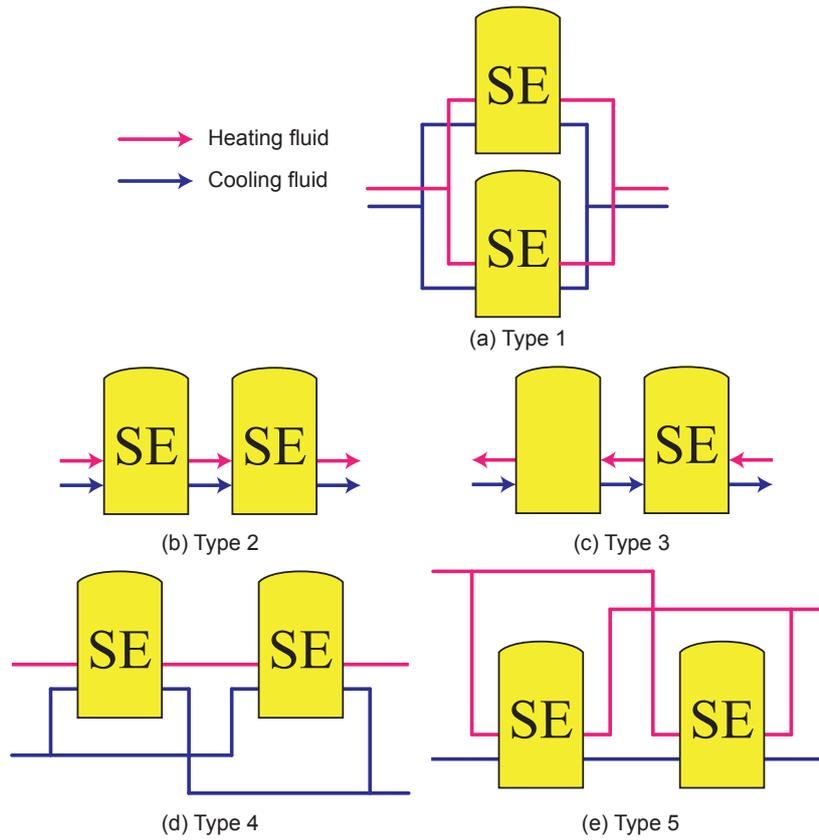 SE
Heating fluid
Cooling fluid
SE
(a) Type 1
SE SE
SE
(b) Type 2
(c) Type 3
SE SE
SE SE
(d) Type 4
(e) Type 5